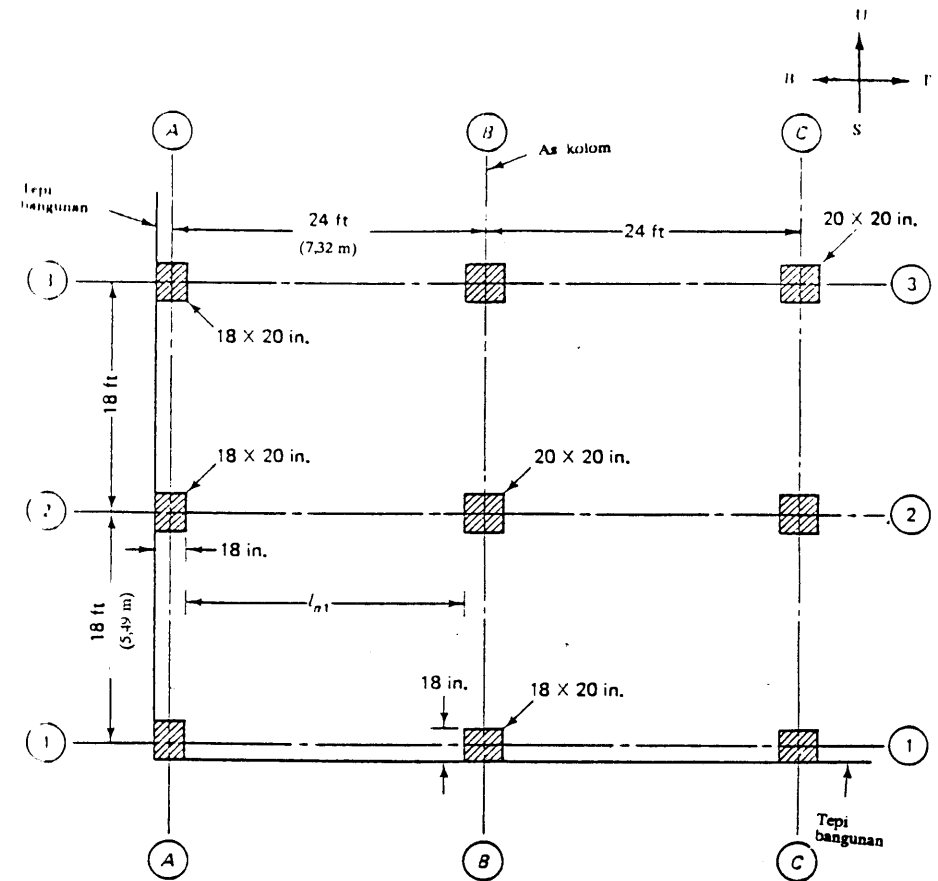 U
B
S
A
B
C
As kolom
Tepi
bangunan
24 ft
(7,32 m)
24 ft
20 × 20 in.
3
3
18 × 20 in.
18 ft
18 × 20 in.
20 × 20 in.
2
2
18 in.
l n1
18 ft
(5,49 m)
18 in.
18 × 20 in.
1
1
Tepi
bangunan
A
B
C